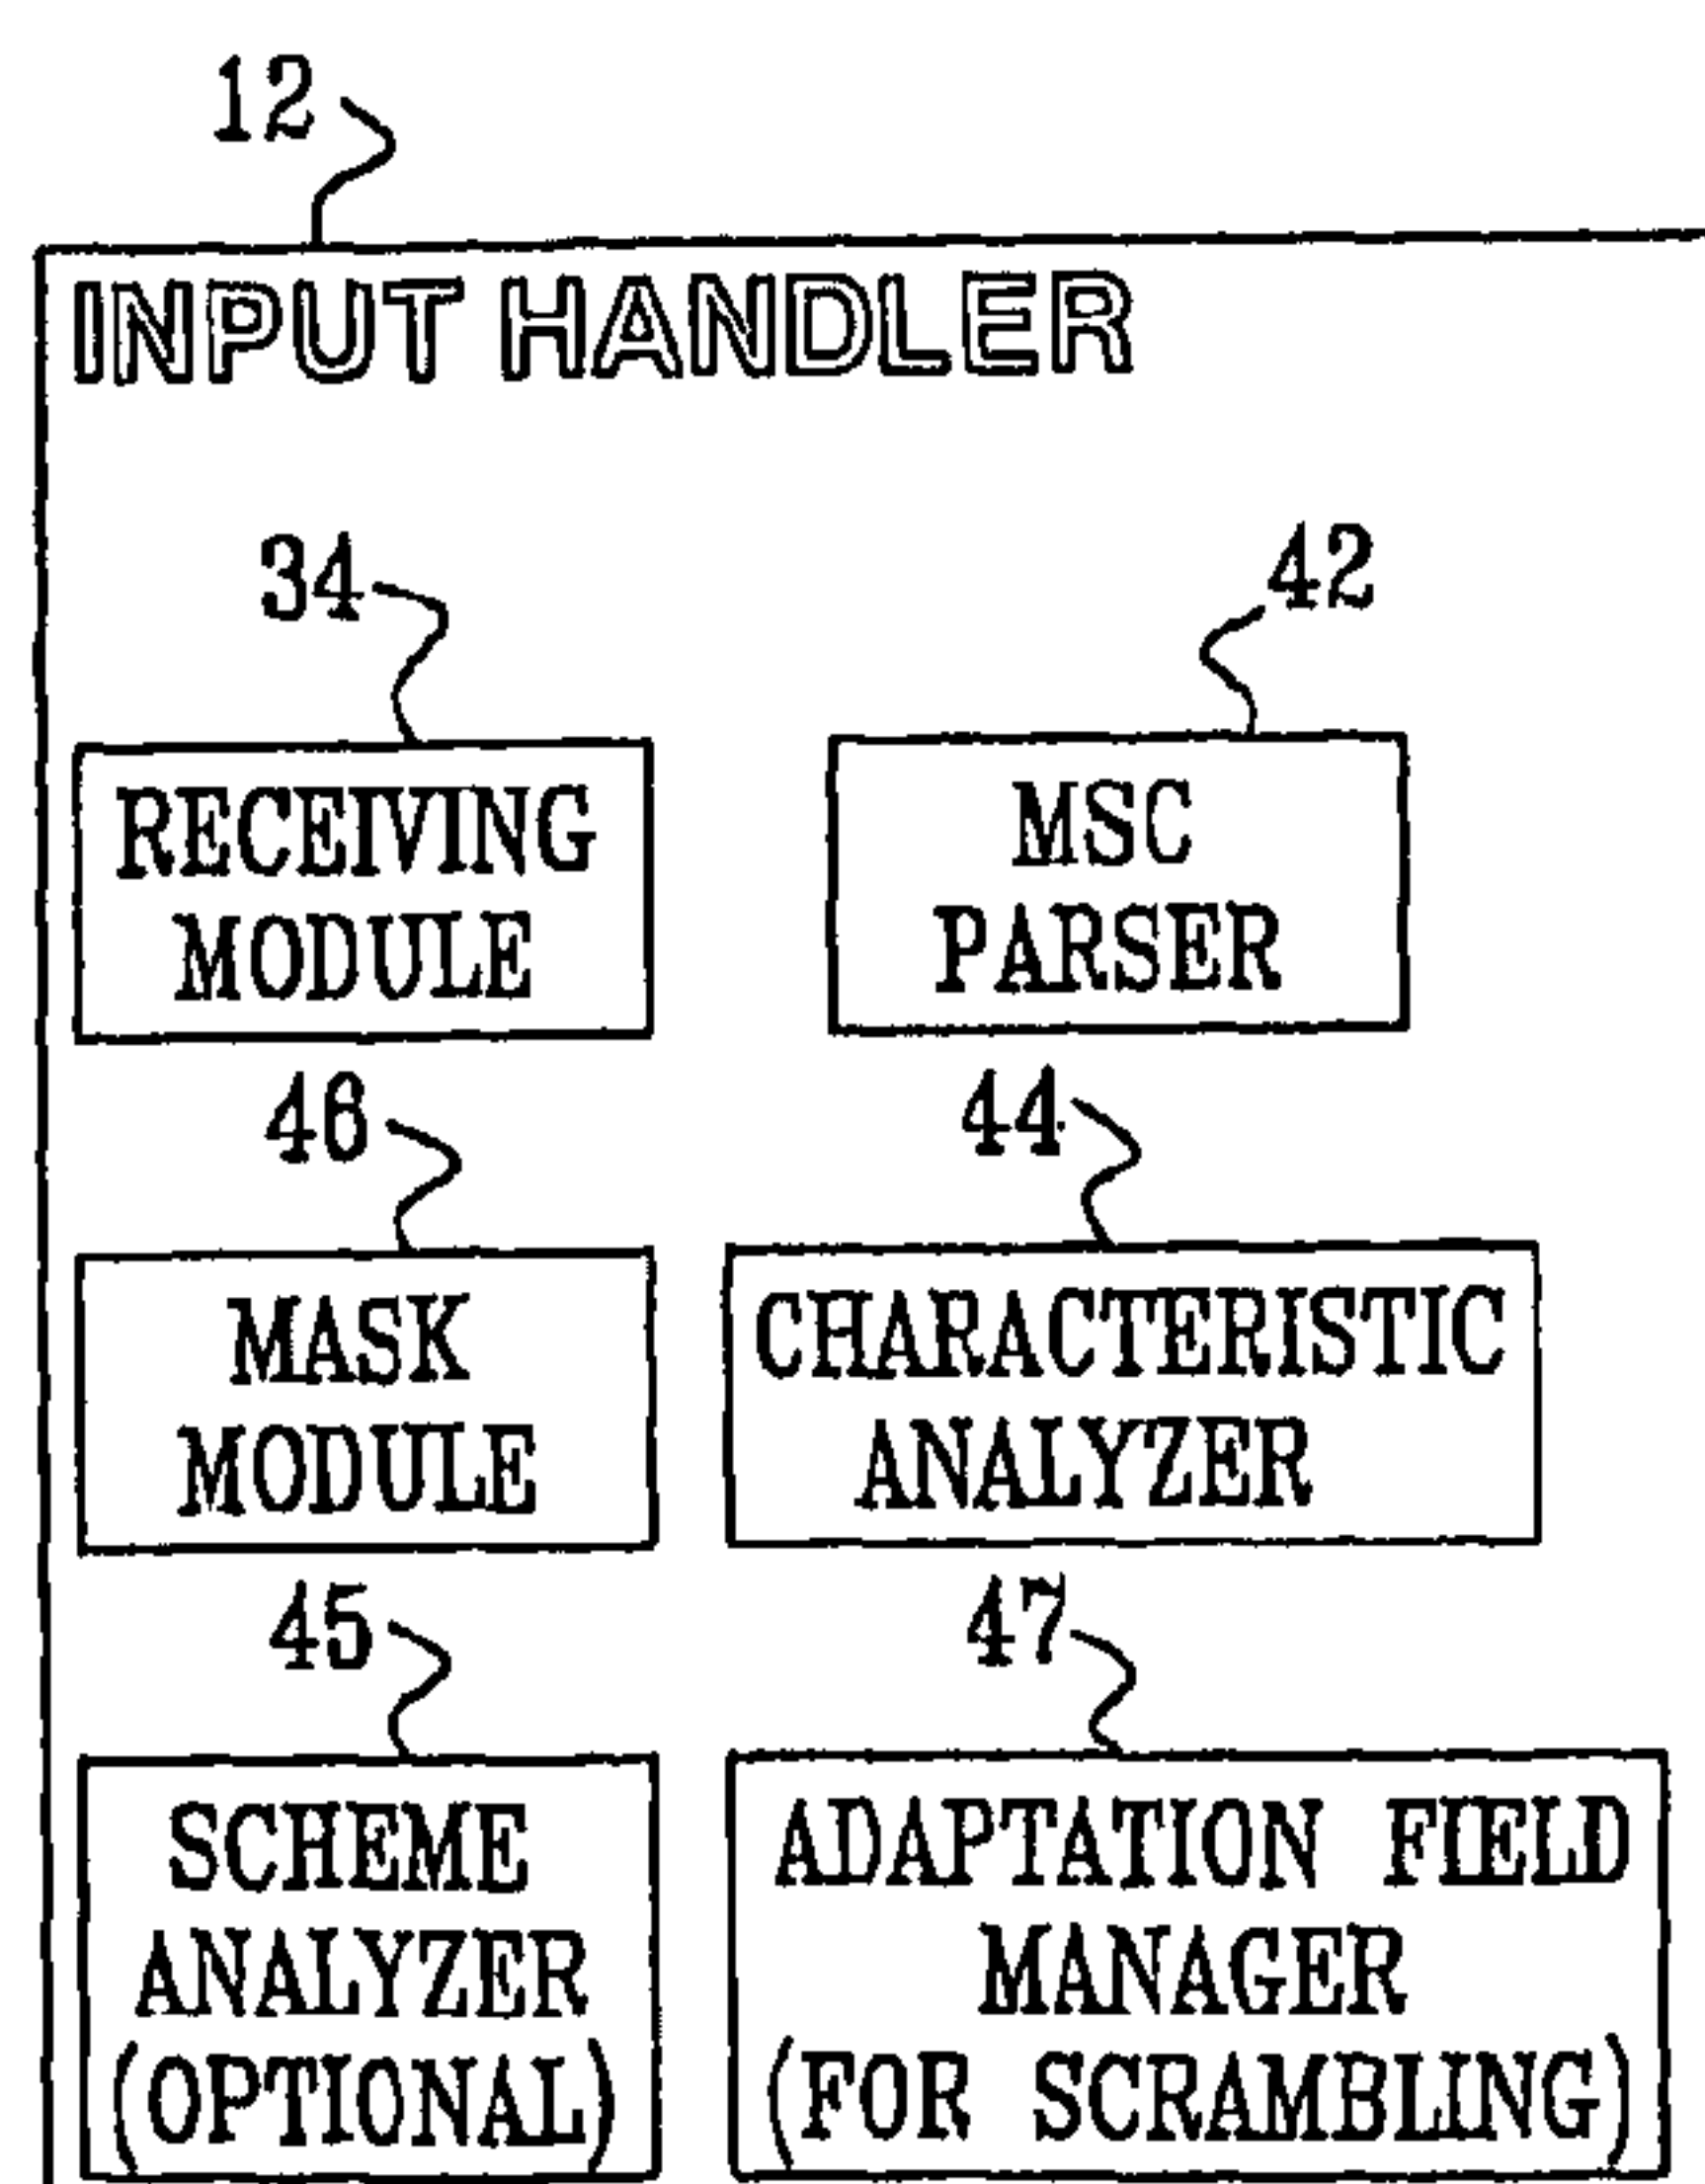 12
INPUT HANDLER
34
42
RECEIVING
MODULE
MSC
PARSER
46
44
MASK
MODULE
CHARACTERISTIC
ANALYZER
45
47
SCHEME
ANALYZER
(OPTIONAL)
ADAPTATION FIELD
MANAGER
(FOR SCRAMBLING)